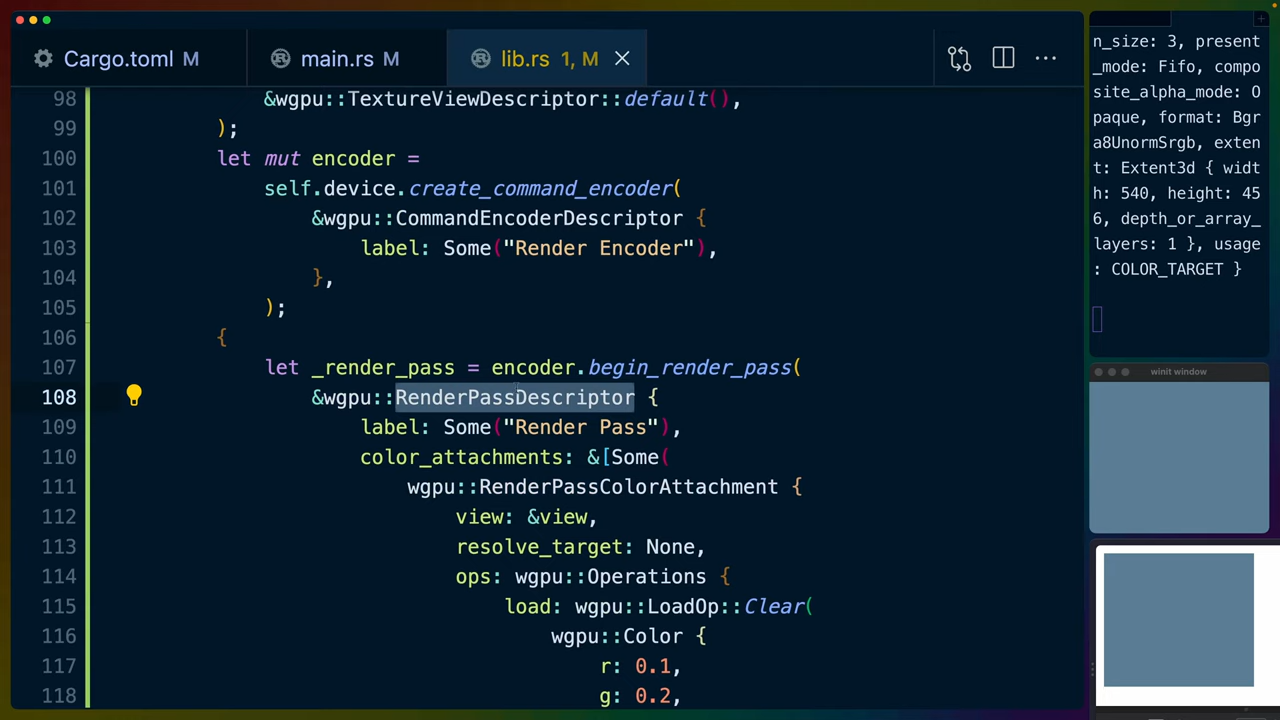 Cargo.toml M
main.rs M
lib.rs 1, M
98 &wgpu::TextureViewDescriptor::default(),
99 );
100 let mut encoder =
101 self.device.create_command_encoder(
102 &wgpu::CommandEncoderDescriptor {
103 label: Some("Render Encoder"),
104 },
105 );
106 {
107 let _render_pass = encoder.begin_render_pass(
108 &wgpu::RenderPassDescriptor {
109 label: Some("Render Pass"),
110 color_attachments: &[Some(
111 wgpu::RenderPassColorAttachment {
112 view: &view,
113 resolve_target: None,
114 ops: wgpu::Operations {
115 load: wgpu::LoadOp::Clear(
116 wgpu::Color {
117 r: 0.1,
118 g: 0.2,
n_size: 3, present
_mode: Fifo, compo
site_alpha_mode: O
paque, format: Bgr
a8UnormSrgb, exten
t: Extent3d { widt
h: 540, height: 45
6, depth_or_array_
layers: 1 }, usage
: COLOR_TARGET }
winit window